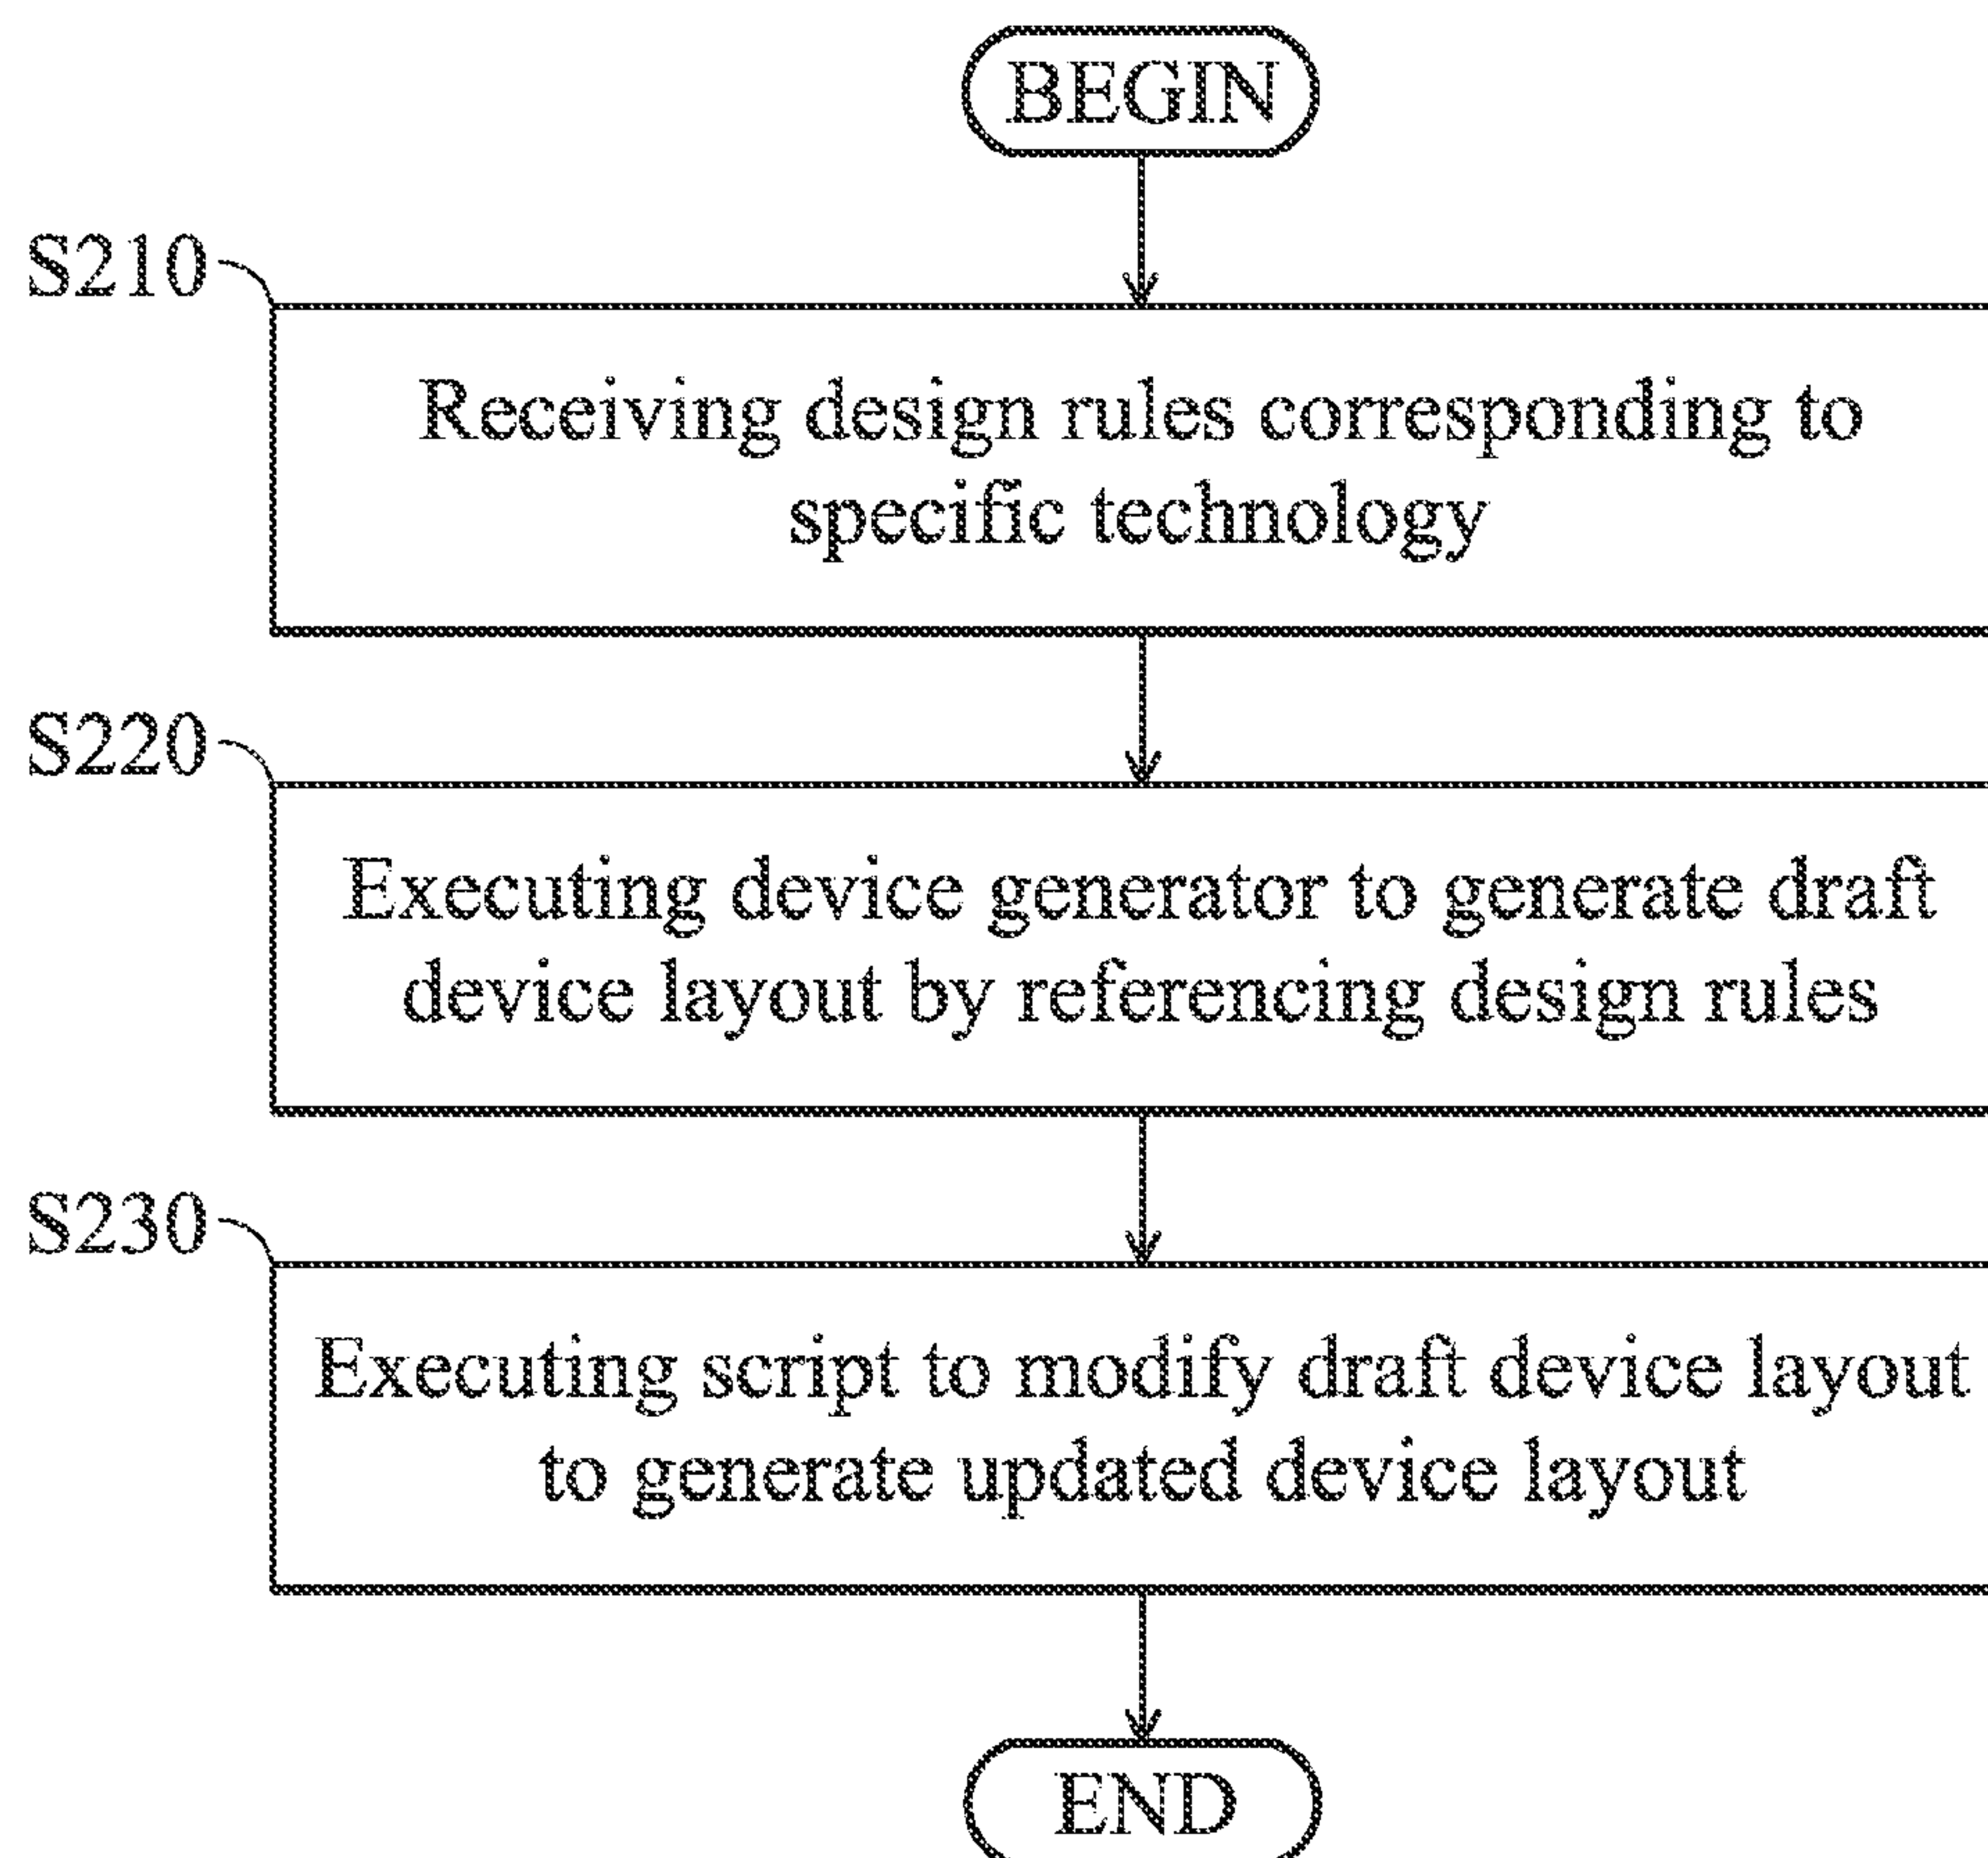 BEGIN
S210
Receiving design rules corresponding to
specific technology
S220
Executing device generator to generate draft
device layout by referencing design rules
S230
Executing script to modify draft device layout
to generate updated device layout
END